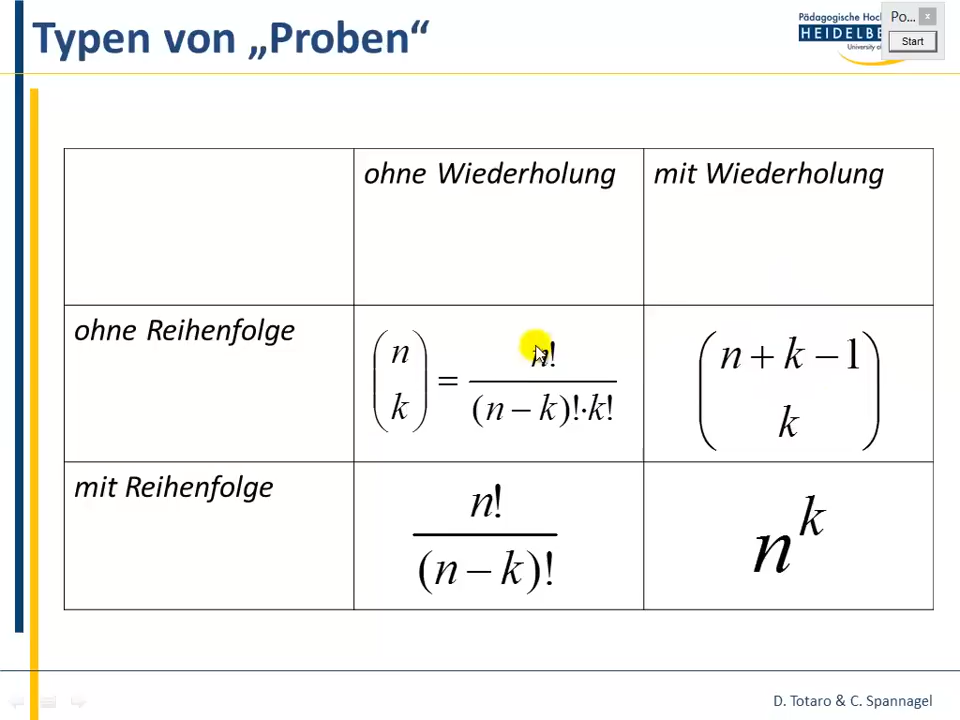 Typen von „Proben“
Pädagogische
HEIDELBE
University
Po... x
Start
ohne Wiederholung
mit Wiederholung
ohne Reihenfolge
(n k) = n! / (n − k)!·k!
(n + k − 1 k)
mit Reihenfolge
n! / (n − k)!
n^k
D. Totaro & C. Spannagel